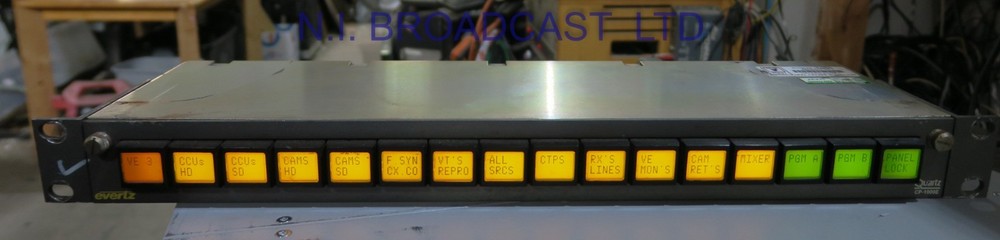 N.I. BROADCAST LTD
VE 3
CCUs
HD
CCUs
SD
CAMS
HD
CAMS
SD
F.SYN
CX.CO
VT'S
REPRO
ALL
SRCS
CTPS
RX'S
LINES
VE
MON'S
CAM
RET'S
MIXER
PGM A
PGM B
PANEL
LOCK
evertz
Quartz